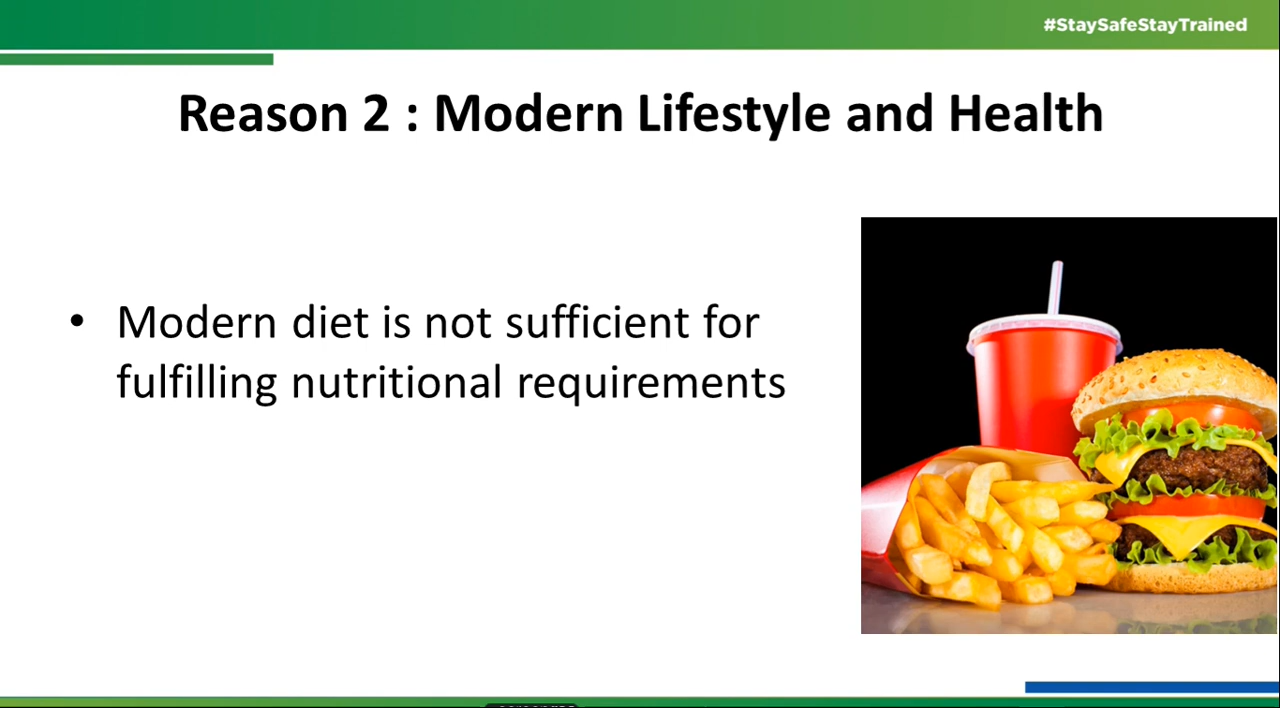 #StaySafeStayTrained
Reason 2 : Modern Lifestyle and Health
• Modern diet is not sufficient for
fulfilling nutritional requirements